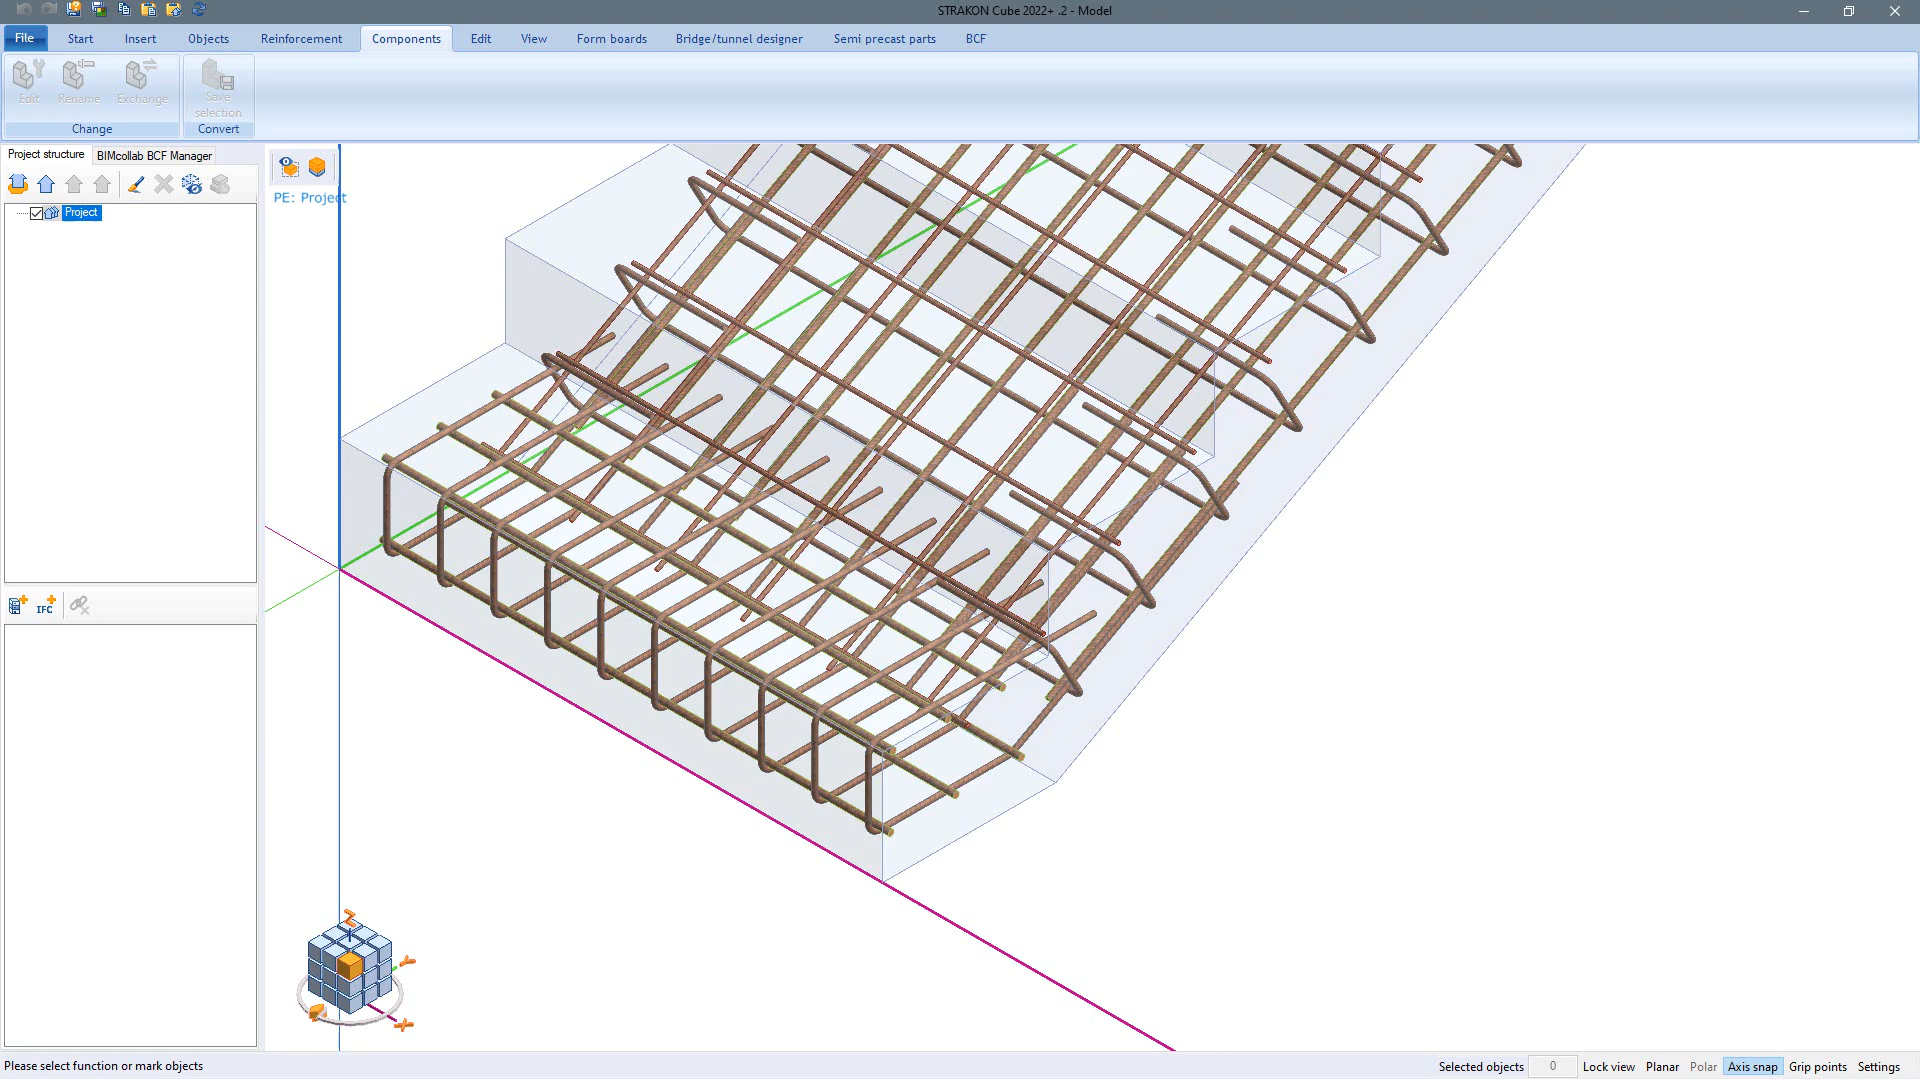 STRAKON Cube 2022+ .2 - Model
File Start Insert Objects Reinforcement Components Edit View Form boards Bridge/tunnel designer Semi precast parts BCF
Edit Rename Exchange Save selection
Change Convert
Project structure BIMcollab BCF Manager
PE: Project
Project
IFC
Z
Y
X
Please select function or mark objects Selected objects 0 Lock view Planar Polar Axis snap Grip points Settings